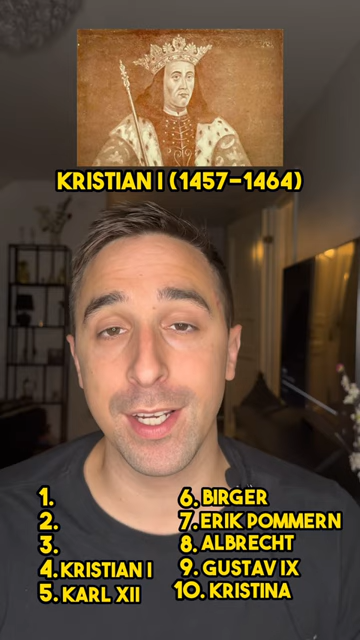 KRISTIAN I (1457-1464)
1.
2.
3.
4. KRISTIAN I
5. KARL XII
6. BIRGER
7. ERIK POMMERN
8. ALBRECHT
9. GUSTAV IX
10. KRISTINA